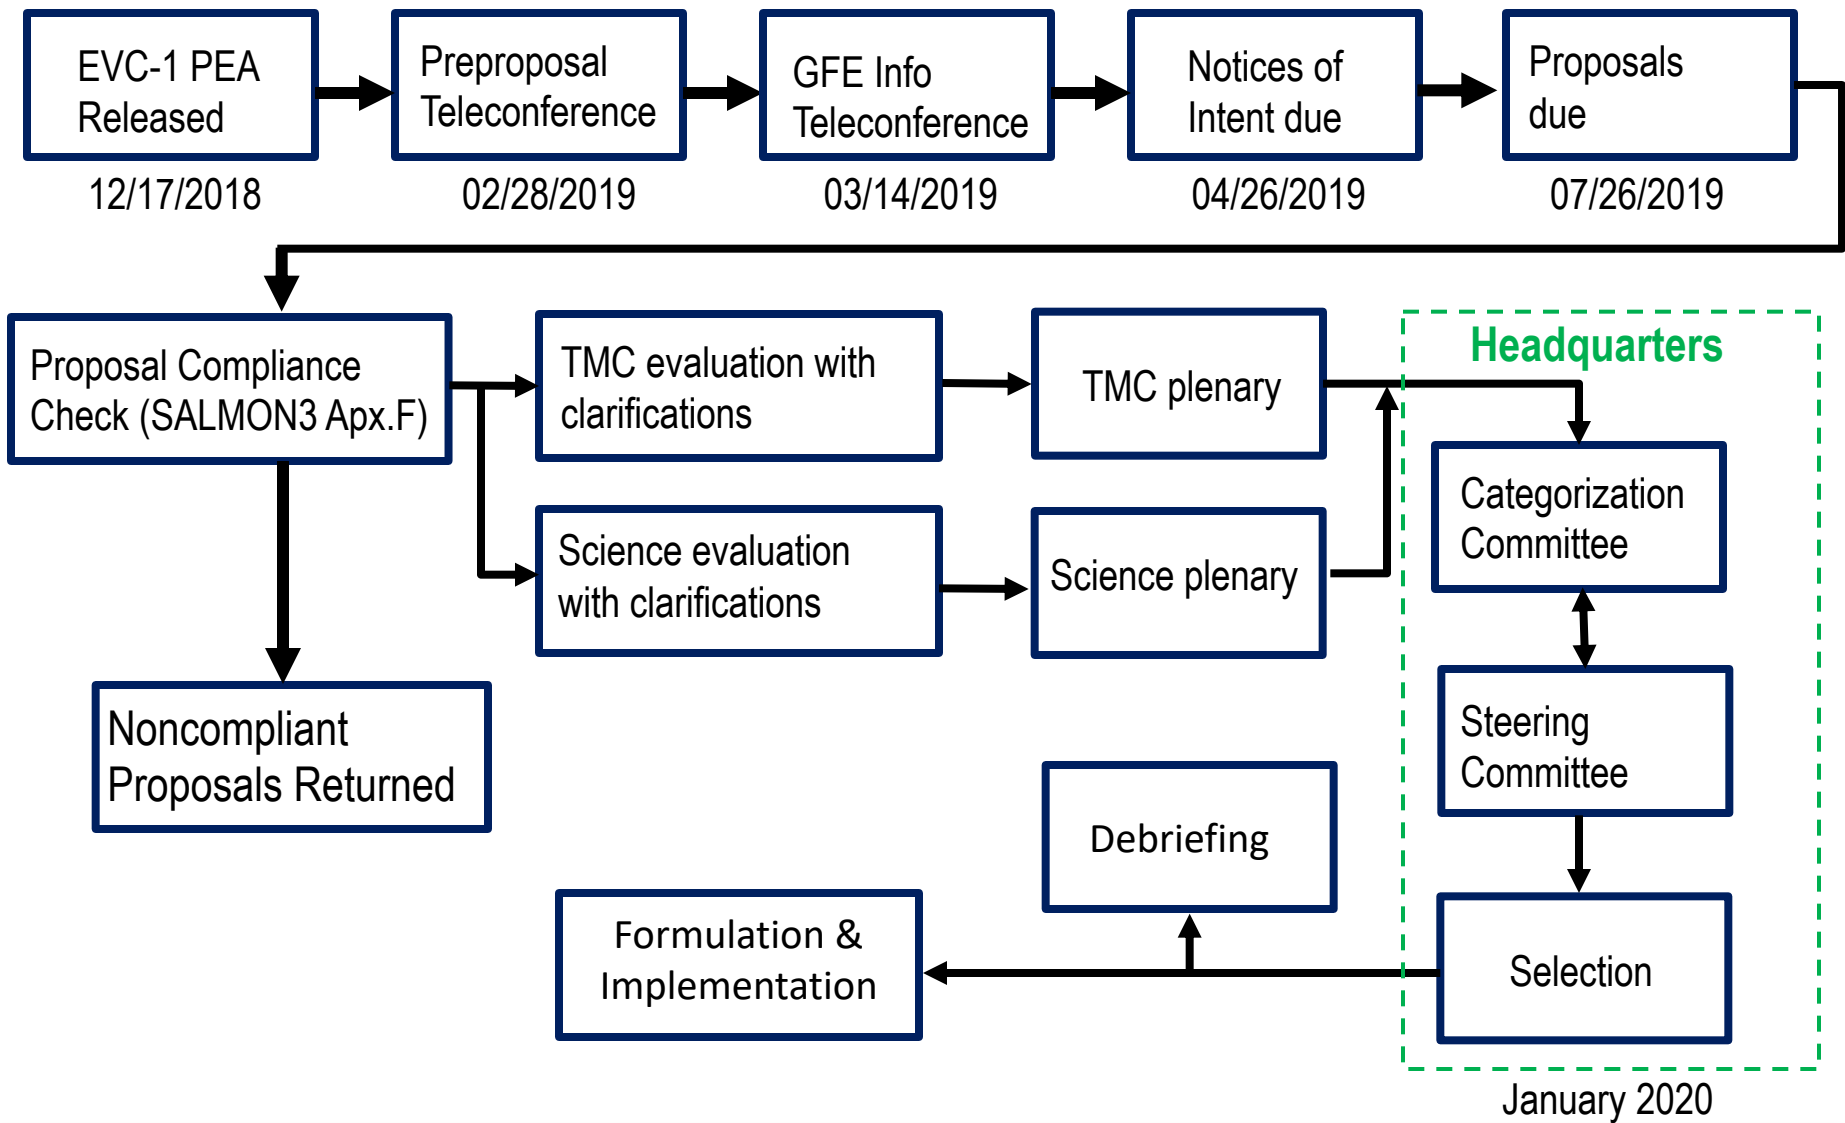 EVC-1 PEA
Released
Preproposal
Teleconference
GFE Info
Teleconference
Notices of
Intent due
Proposals
due
12/17/2018
02/28/2019
03/14/2019
04/26/2019
07/26/2019
Proposal Compliance
Check (SALMON3 Apx.F)
TMC evaluation with
clarifications
TMC plenary
Headquarters
Categorization
Committee
Science evaluation
with clarifications
Science plenary
Noncompliant
Proposals Returned
Steering
Committee
Debriefing
Formulation &
Implementation
Selection
January 2020